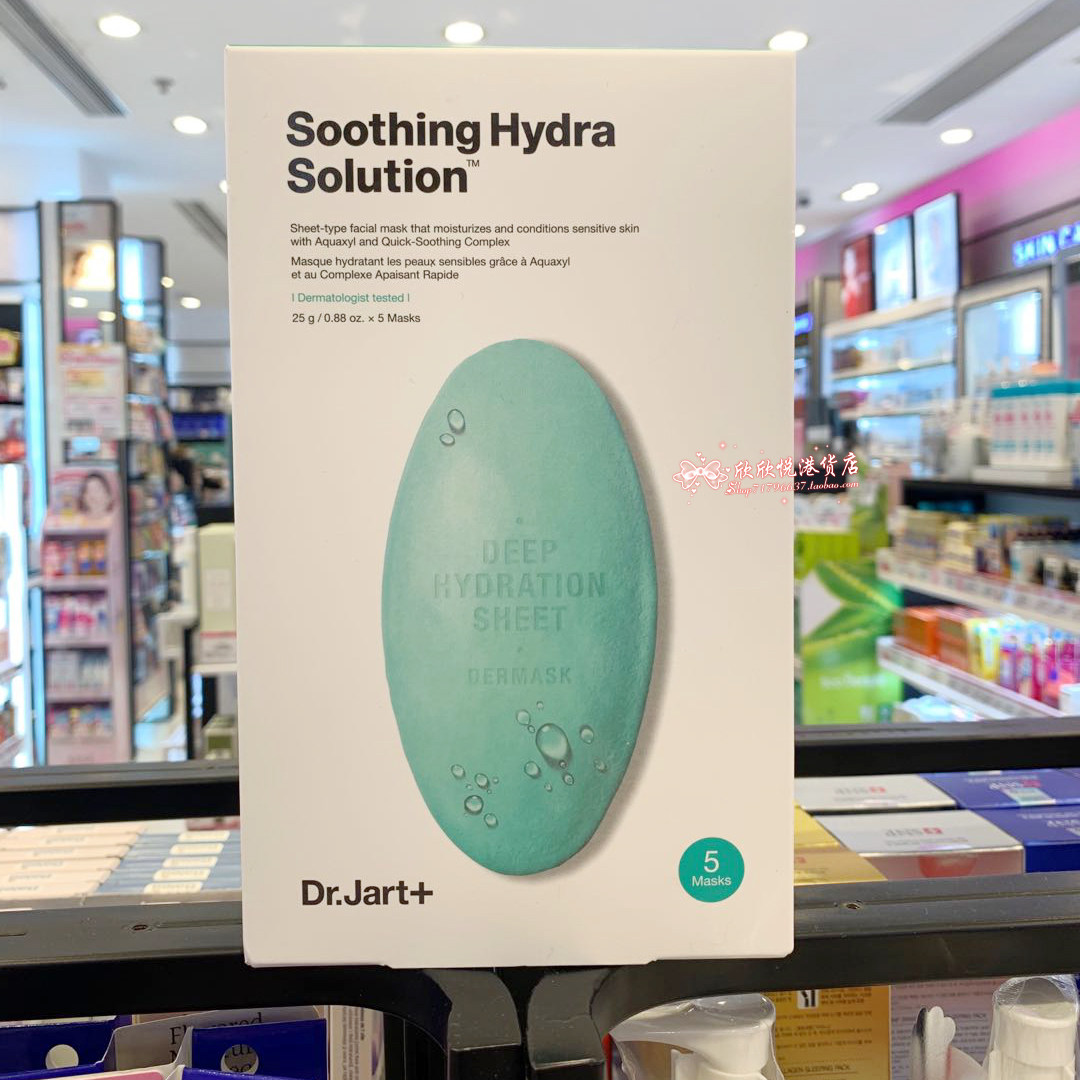 Soothing Hydra
Solution™
Sheet-type facial mask that moisturizes and conditions sensitive skin
with Aquaxyl and Quick-Soothing Complex
Masque hydratant les peaux sensibles grâce à Aquaxyl
et au Complexe Apaisant Rapide
I Dermatologist tested I
25 g / 0.88 oz. × 5 Masks
DEEP
HYDRATION
SHEET
DERMASK
Dr.Jart+
5
Masks
欣欣悦港货店
SNP